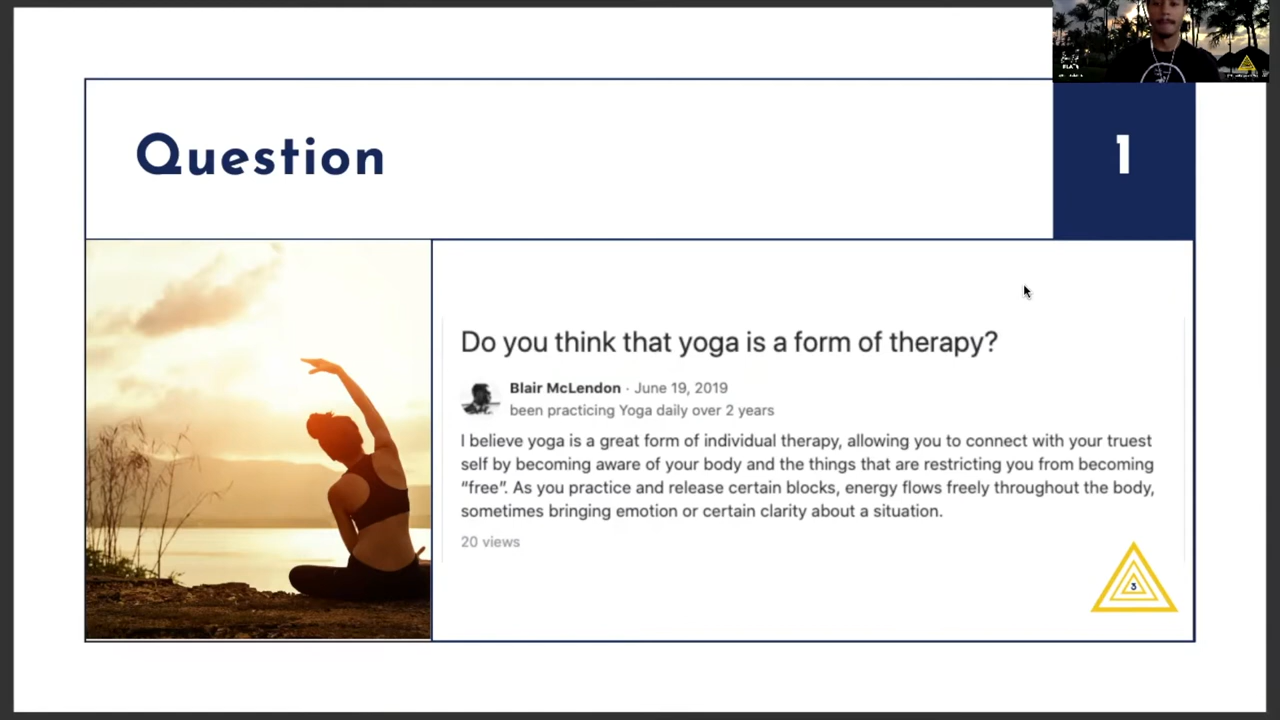 Question
1
Do you think that yoga is a form of therapy?
Blair McLendon · June 19, 2019
been practicing Yoga daily over 2 years
I believe yoga is a great form of individual therapy, allowing you to connect with your truest
self by becoming aware of your body and the things that are restricting you from becoming
“free”. As you practice and release certain blocks, energy flows freely throughout the body,
sometimes bringing emotion or certain clarity about a situation.
20 views
3